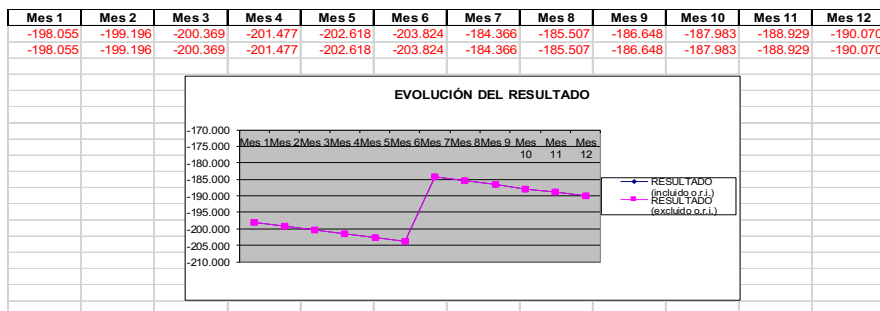 Mes 1 Mes 2 Mes 3 Mes 4 Mes 5 Mes 6 Mes 7 Mes 8 Mes 9 Mes 10 Mes 11 Mes 12
-198.055 -199.196 -200.369 -201.477 -202.618 -203.824 -184.366 -185.507 -186.648 -187.983 -188.929 -190.070
-198.055 -199.196 -200.369 -201.477 -202.618 -203.824 -184.366 -185.507 -186.648 -187.983 -188.929 -190.070
EVOLUCIÓN DEL RESULTADO
-170.000
-175.000
-180.000
-185.000
-190.000
-195.000
-200.000
-205.000
-210.000
Mes 1 Mes 2 Mes 3 Mes 4 Mes 5 Mes 6 Mes 7 Mes 8 Mes 9 Mes Mes Mes
10 11 12
RESULTADO
(incluido o.r.i.)
RESULTADO
(excluido o.r.i.)